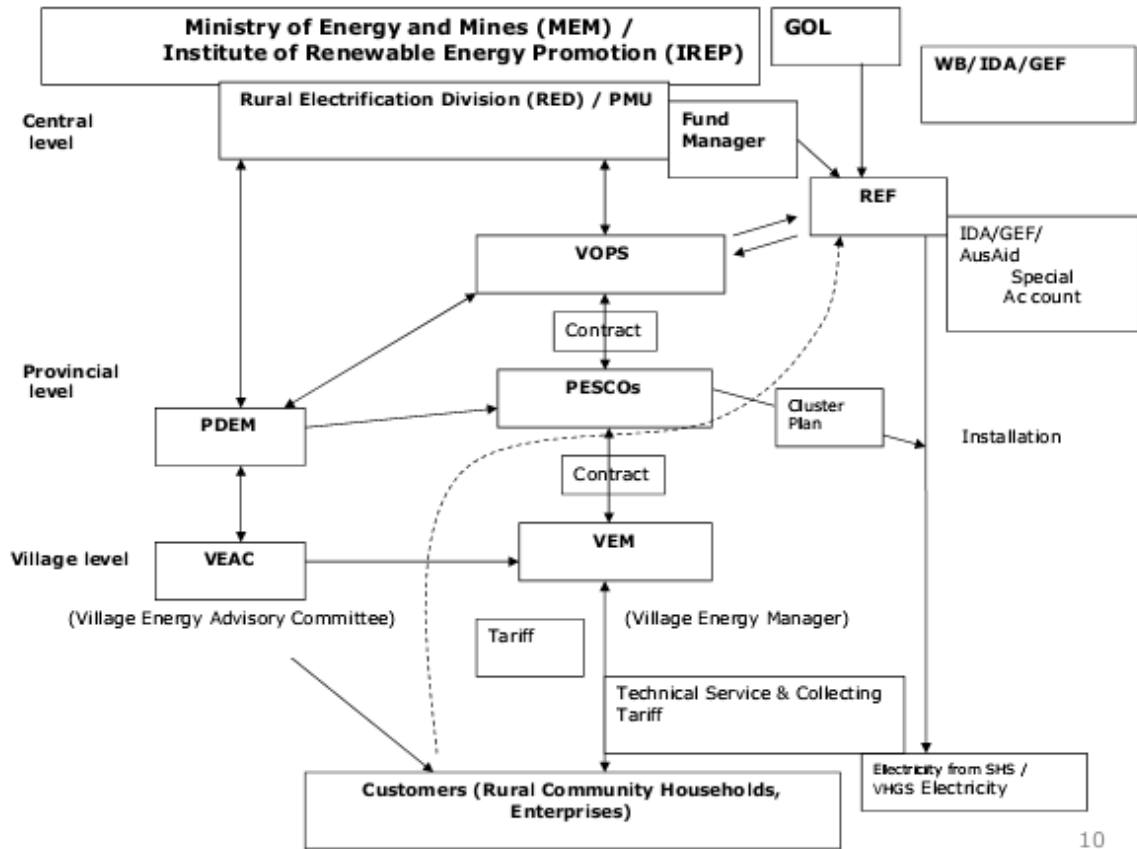 Ministry of Energy and Mines (MEM) /
Institute of Renewable Energy Promotion (IREP)
GOL
WB/IDA/GEF
Rural Electrification Division (RED) / PMU
Central
level
Fund
Manager
REF
IDA/GEF/
AusAid
Special
Ac count
VOPS
Contract
Provincial
level
PESCOs
PDEM
Cluster
Plan
Installation
Contract
Village level
VEAC
VEM
(Village Energy Advisory Committee)
(Village Energy Manager)
Tariff
Technical Service & Collecting
Tariff
Electricity from SHS /
VHGS Electricity
Customers (Rural Community Households,
Enterprises)
10